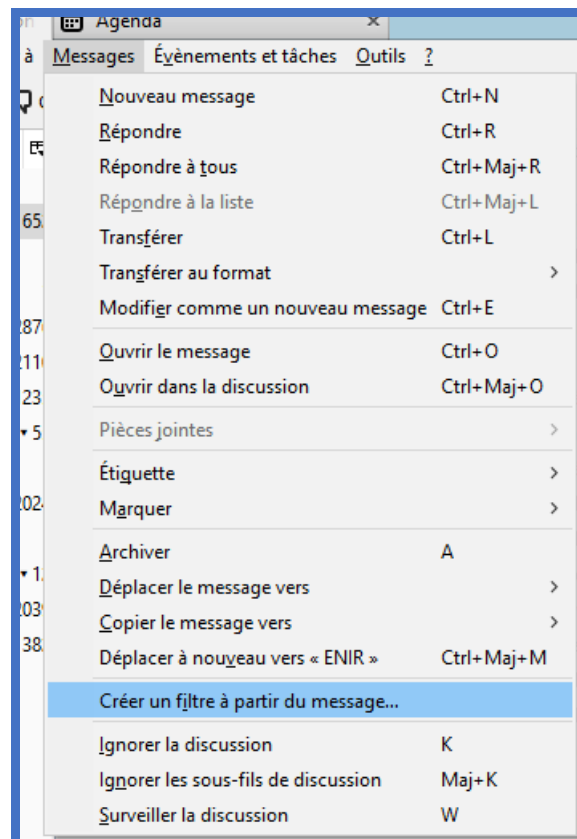 Agenda ×
à Messages Évènements et tâches Outils ?
Nouveau message Ctrl+N
Répondre Ctrl+R
Répondre à tous Ctrl+Maj+R
65 Répondre à la liste Ctrl+Maj+L
Transférer Ctrl+L
Transférer au format >
Modifier comme un nouveau message Ctrl+E
Ouvrir le message Ctrl+O
23 Ouvrir dans la discussion Ctrl+Maj+O
5 Pièces jointes >
Étiquette >
Marquer >
Archiver A
Déplacer le message vers >
Copier le message vers >
38 Déplacer à nouveau vers « ENIR » Ctrl+Maj+M
Créer un filtre à partir du message...
Ignorer la discussion K
Ignorer les sous-fils de discussion Maj+K
Surveiller la discussion W